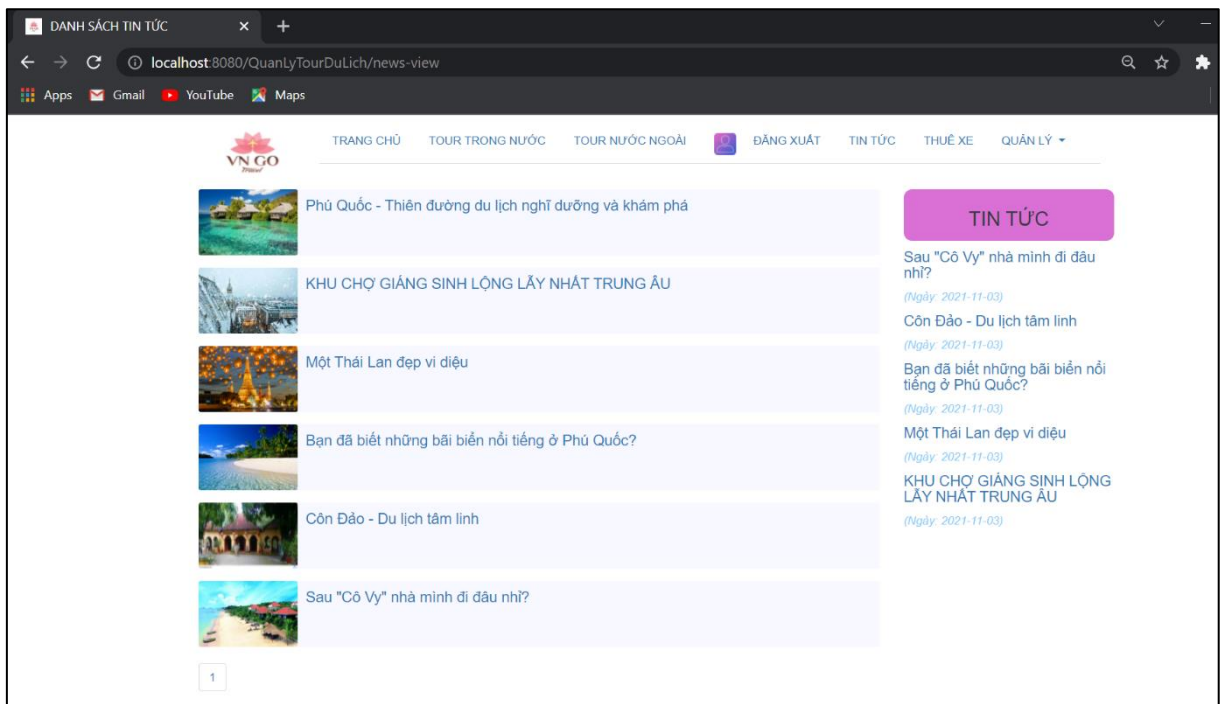 DANH SÁCH TIN TỨC
localhost:8080/QuanLyTourDuLich/news-view
Apps Gmail YouTube Maps
VN GO
Travel
TRANG CHỦ TOUR TRONG NƯỚC TOUR NƯỚC NGOÀI ĐĂNG XUẤT TIN TỨC THUÊ XE QUẢN LÝ
Phú Quốc - Thiên đường du lịch nghĩ dưỡng và khám phá
KHU CHỢ GIÁNG SINH LỘNG LẪY NHẤT TRUNG ÂU
Một Thái Lan đẹp vi diệu
Bạn đã biết những bãi biển nổi tiếng ở Phú Quốc?
Côn Đảo - Du lịch tâm linh
Sau "Cô Vy" nhà mình đi đâu nhỉ?
1
TIN TỨC
Sau "Cô Vy" nhà mình đi đâu
nhỉ?
(Ngày: 2021-11-03)
Côn Đảo - Du lịch tâm linh
(Ngày: 2021-11-03)
Bạn đã biết những bãi biển nổi
tiếng ở Phú Quốc?
(Ngày: 2021-11-03)
Một Thái Lan đẹp vi diệu
(Ngày: 2021-11-03)
KHU CHỢ GIÁNG SINH LỘNG
LẪY NHẤT TRUNG ÂU
(Ngày: 2021-11-03)